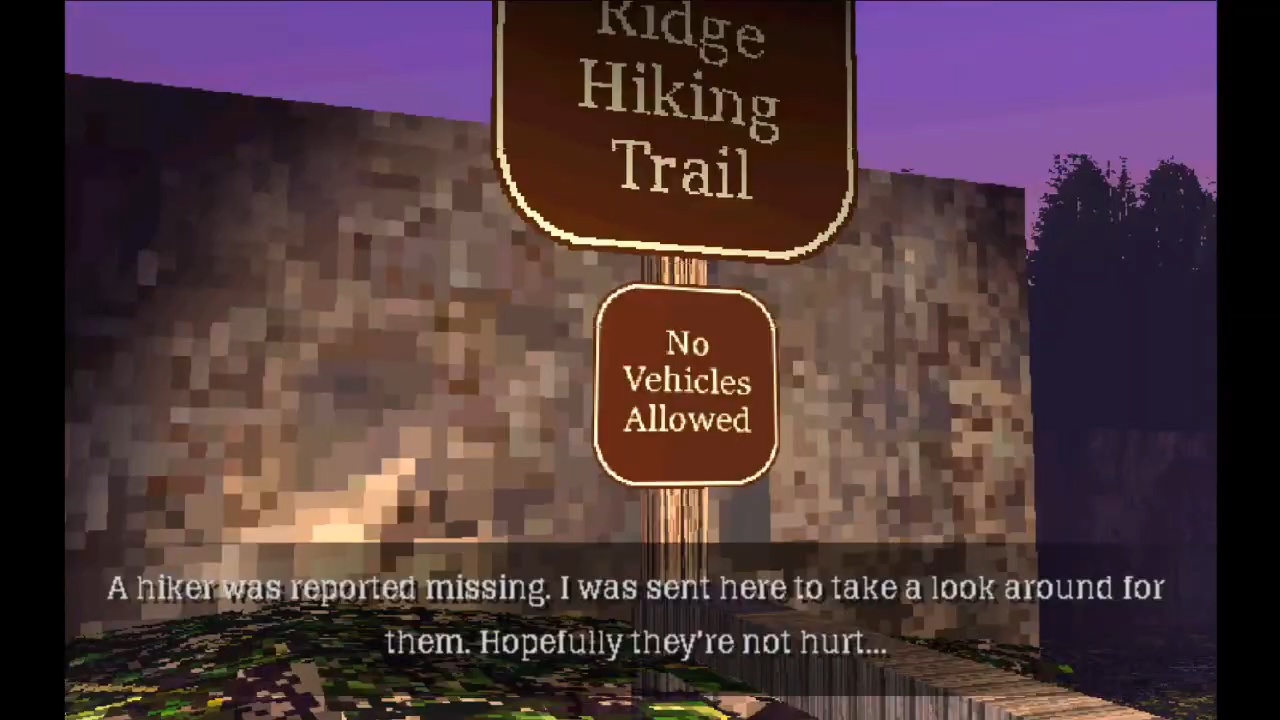 Ridge
Hiking
Trail
No
Vehicles
Allowed
A hiker was reported missing. I was sent here to take a look around for
them. Hopefully they're not hurt...